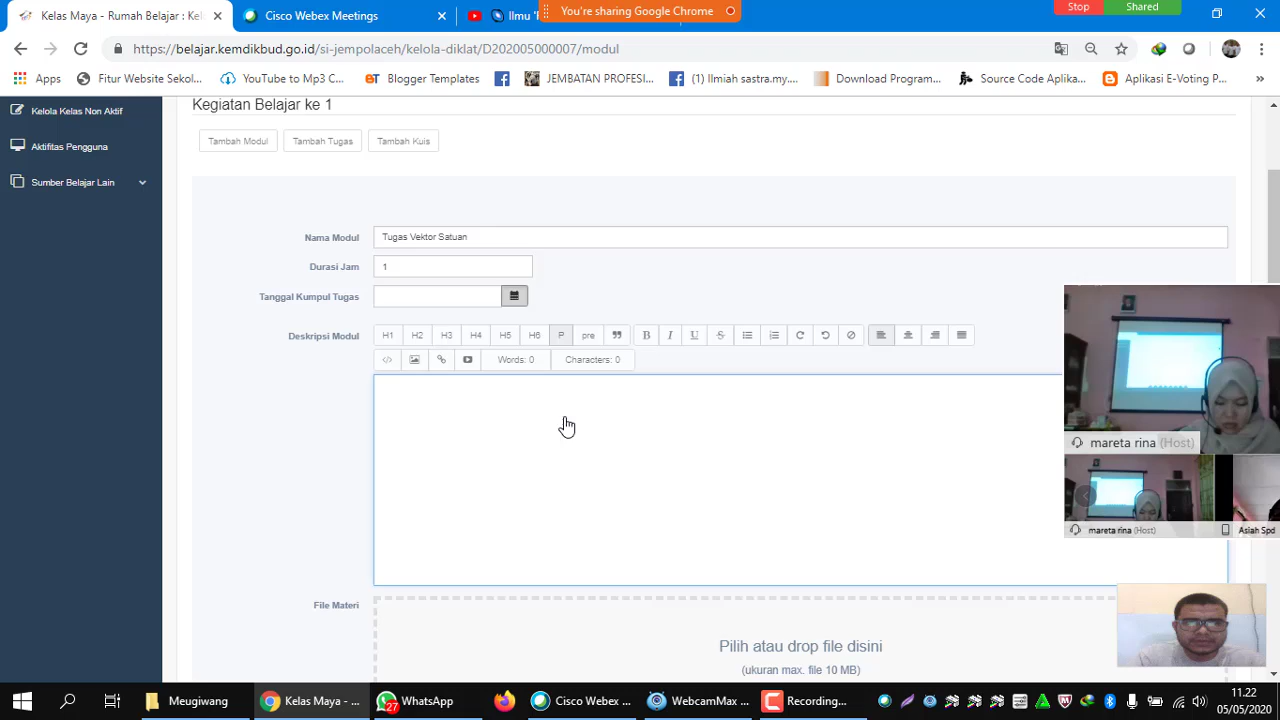 Kelas Maya - Rumah Belajar : Kel
Cisco Webex Meetings
Ilmu '
You're sharing Google Chrome
Stop
Shared
https://belajar.kemdikbud.go.id/si-jempolaceh/kelola-diklat/D202005000007/modul
Apps
Fitur Website Sekol...
YouTube to Mp3 C...
Blogger Templates
JEMBATAN PROFESI...
(1) Ilmiah sastra.my....
Download Program...
Source Code Aplika...
Aplikasi E-Voting P...
Kelola Kelas Non Aktif
Aktifitas Pengguna
Sumber Belajar Lain
Kegiatan Belajar ke 1
Tambah Modul
Tambah Tugas
Tambah Kuis
Nama Modul
Tugas Vektor Satuan
Durasi Jam
1
Tanggal Kumpul Tugas
Deskripsi Modul
H1 H2 H3 H4 H5 H6 P pre B I U S
Words: 0
Characters: 0
mareta rina (Host)
mareta rina (Host)
Asiah Spd
File Materi
Pilih atau drop file disini
(ukuran max. file 10 MB)
Meugiwang
Kelas Maya - ...
27
WhatsApp
Cisco Webex ...
WebcamMax ...
Recording...
11.22
05/05/2020